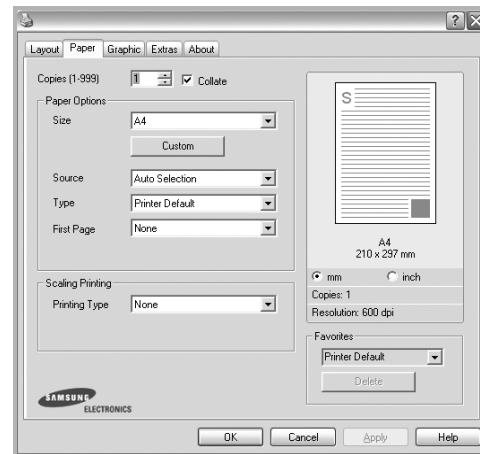 Layout Paper Graphic Extras About
Copies (1-999) 1 Collate
Paper Options
Size A4
Custom
Source Auto Selection
Type Printer Default
First Page None
Scaling Printing
Printing Type None
SAMSUNG
ELECTRONICS
S
A4
210 x 297 mm
mm inch
Copies: 1
Resolution: 600 dpi
Favorites
Printer Default
Delete
OK Cancel Apply Help